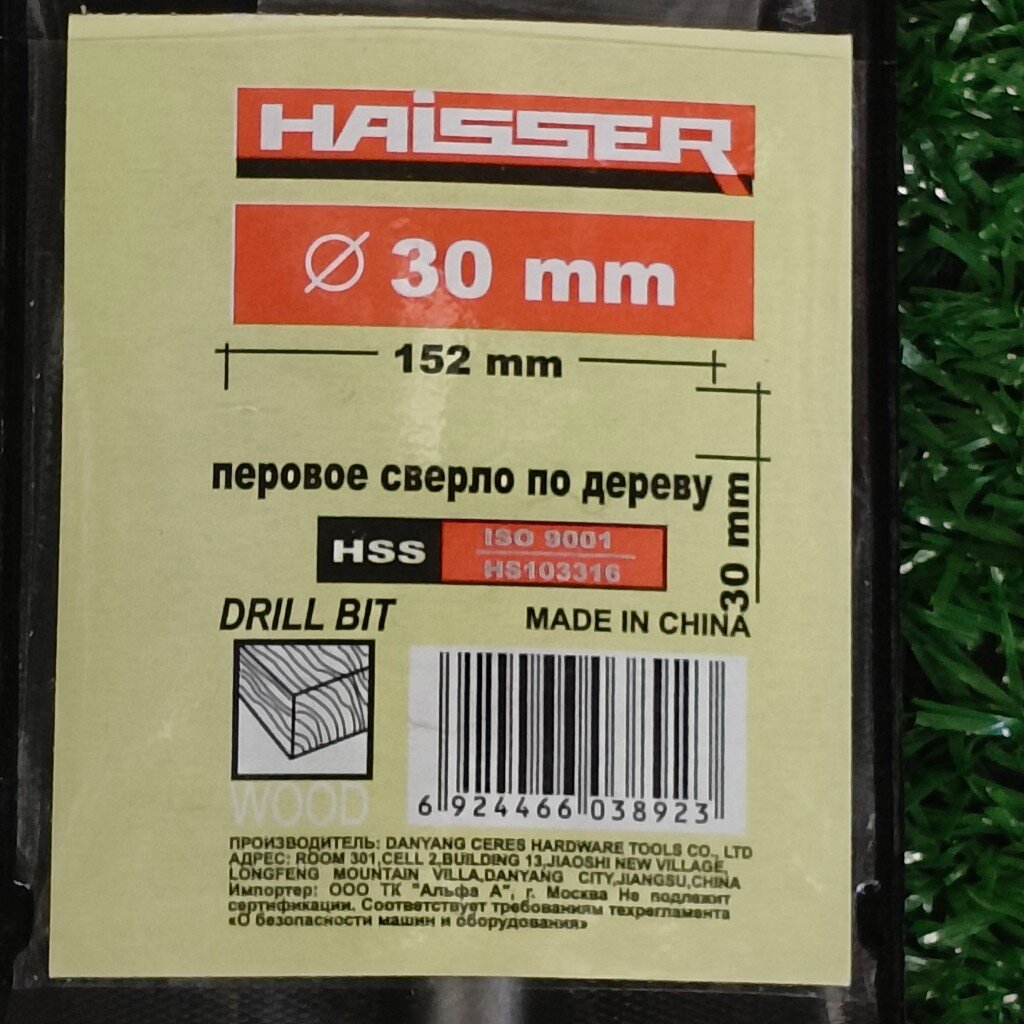 HAiSSER
Ø 30 mm
152 mm
30 mm
перовое сверло по дереву
HSS
ISO 9001
HS103316
DRILL BIT
MADE IN CHINA
WOOD
6 924466 038923
ПРОИЗВОДИТЕЛЬ: DANYANG CERES HARDWARE TOOLS CO., LTD
АДРЕС: ROOM 301,CELL 2,BUILDING 13,JIAOSHI NEW VILLAGE,
LONGFENG MOUNTAIN VILLA,DANYANG CITY,JIANGSU,CHINA
Импортер: ООО ТК "Альфа А", г. Москва Не подлежит
сертификации. Соответствует требованиям техрегламента
«О безопасности машин и оборудования»